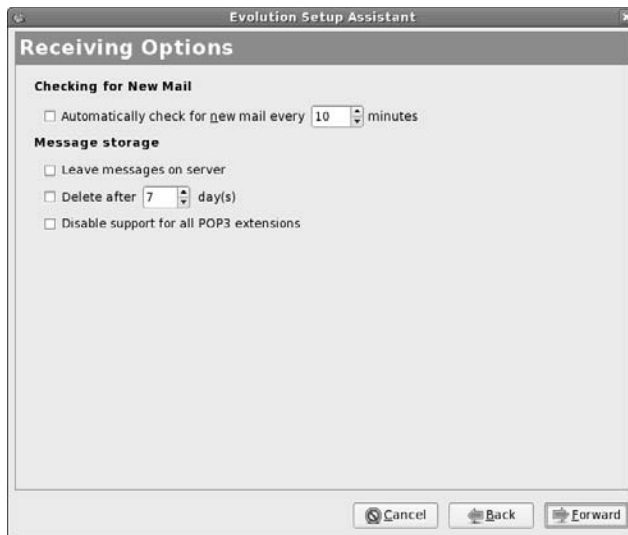 Evolution Setup Assistant
Receiving Options
Checking for New Mail
Automatically check for new mail every 10 minutes
Message storage
Leave messages on server
Delete after 7 day(s)
Disable support for all POP3 extensions
Cancel Back Forward